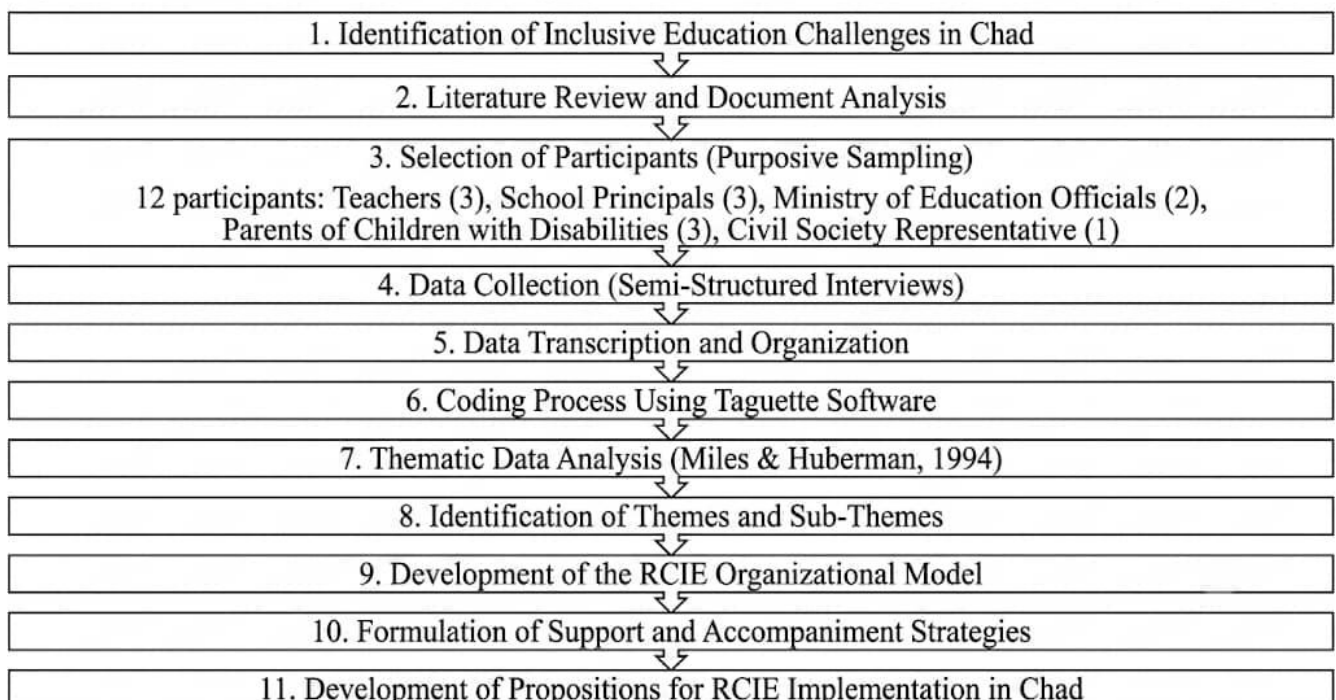 1. Identification of Inclusive Education Challenges in Chad
2. Literature Review and Document Analysis
3. Selection of Participants (Purposive Sampling)
12 participants: Teachers (3), School Principals (3), Ministry of Education Officials (2),
Parents of Children with Disabilities (3), Civil Society Representative (1)
4. Data Collection (Semi-Structured Interviews)
5. Data Transcription and Organization
6. Coding Process Using Taguette Software
7. Thematic Data Analysis (Miles & Huberman, 1994)
8. Identification of Themes and Sub-Themes
9. Development of the RCIE Organizational Model
10. Formulation of Support and Accompaniment Strategies
11. Development of Propositions for RCIE Implementation in Chad